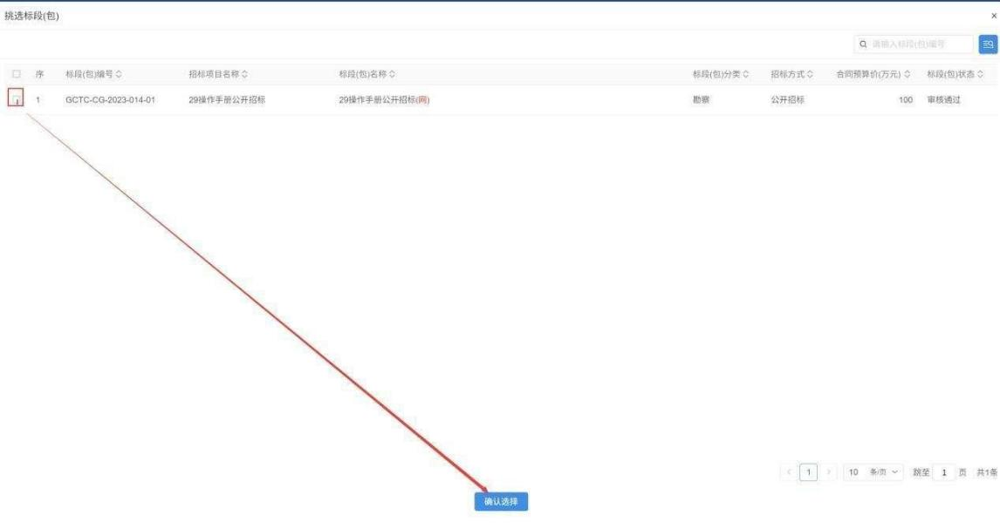 挑选标段(包)
×
请输入标段(包)编号
序 标段(包)编号 招标项目名称 标段(包)名称 标段(包)分类 招标方式 合同预算价(万元) 标段(包)状态
1 GCTC-CG-2023-014-01 29操作手册公开招标 29操作手册公开招标(网) 勘察 公开招标 100 审核通过
1 10 条/页 跳至 1 页 共1条
确认选择